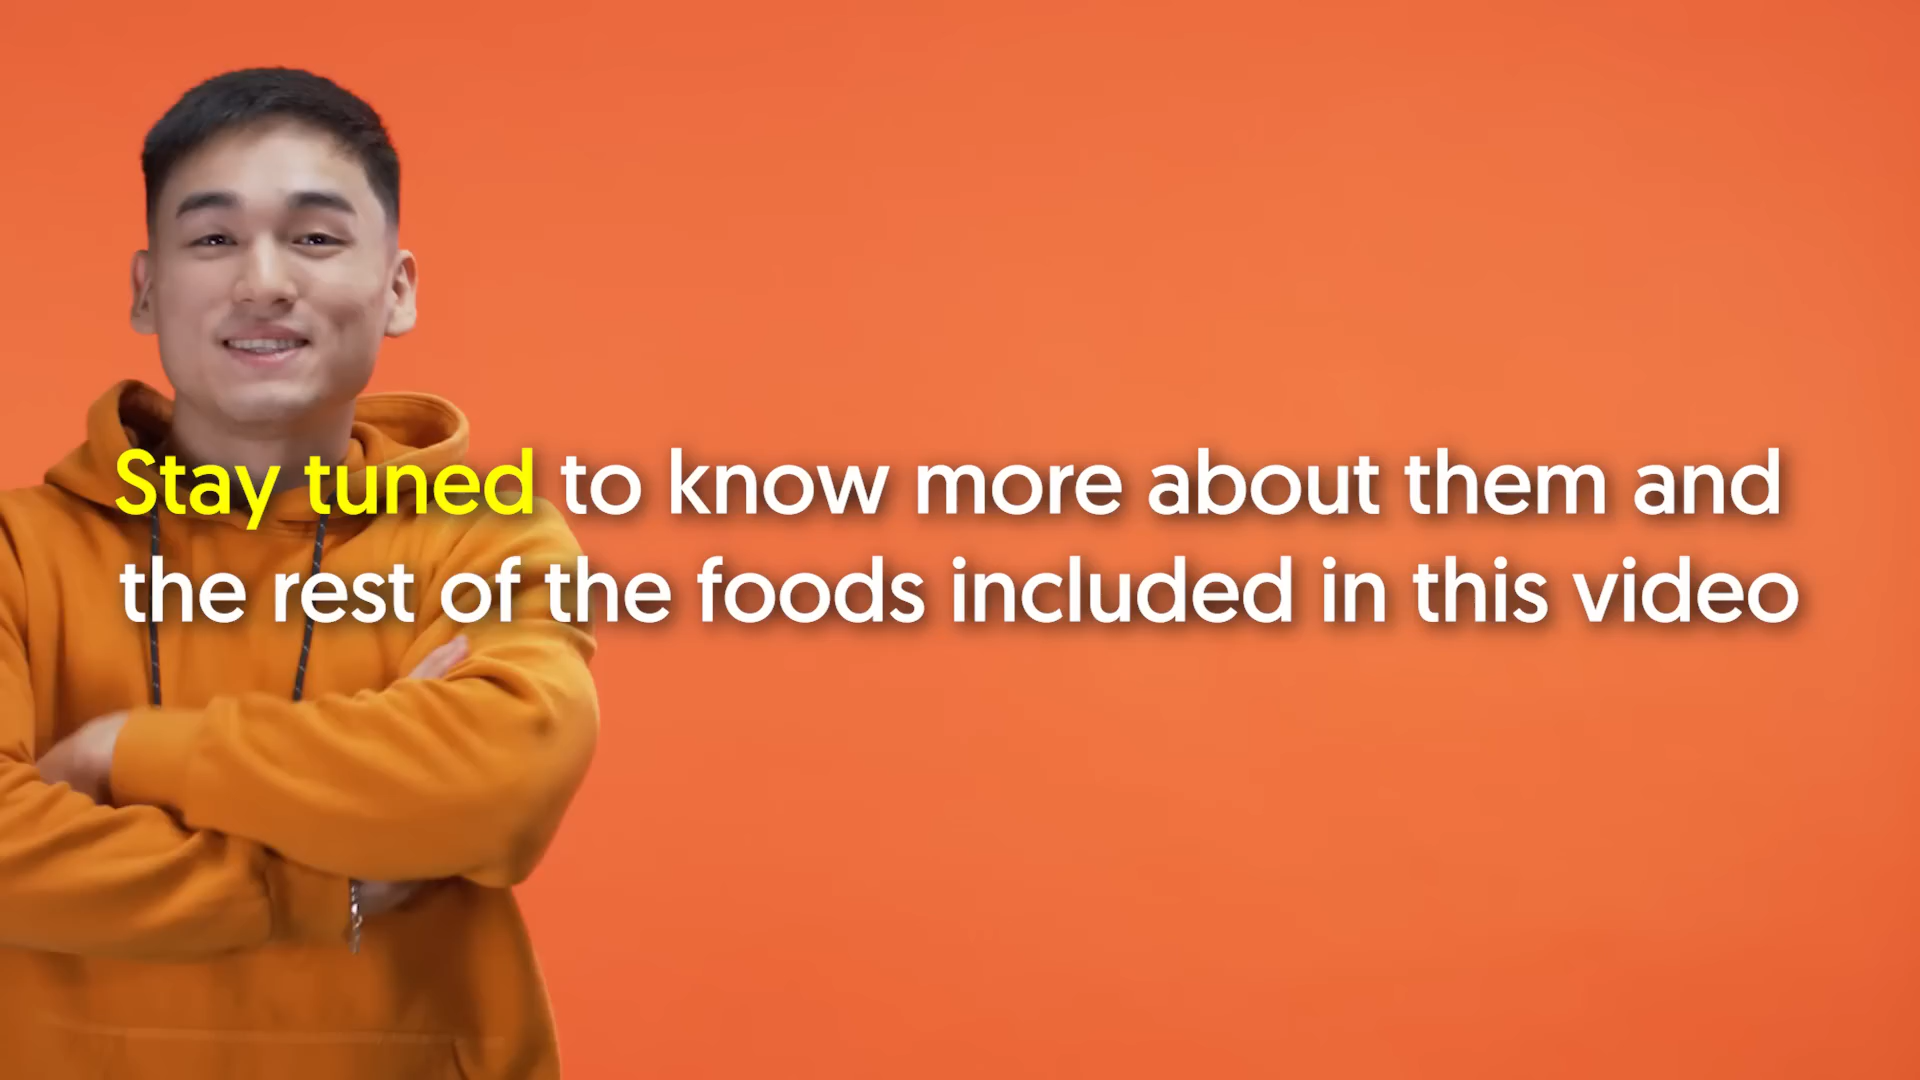 Stay tuned to know more about them and
the rest of the foods included in this video